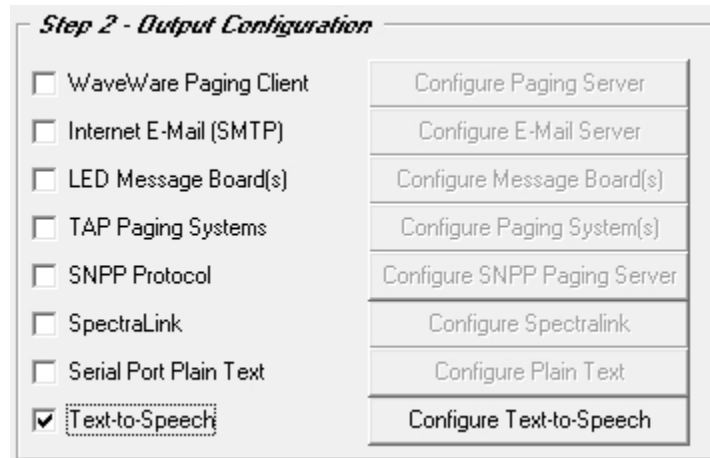 Step 2 - Output Configuration
WaveWare Paging Client Configure Paging Server
Internet E-Mail (SMTP) Configure E-Mail Server
LED Message Board(s) Configure Message Board(s)
TAP Paging Systems Configure Paging System(s)
SNPP Protocol Configure SNPP Paging Server
SpectraLink Configure Spectralink
Serial Port Plain Text Configure Plain Text
Text-to-Speech Configure Text-to-Speech